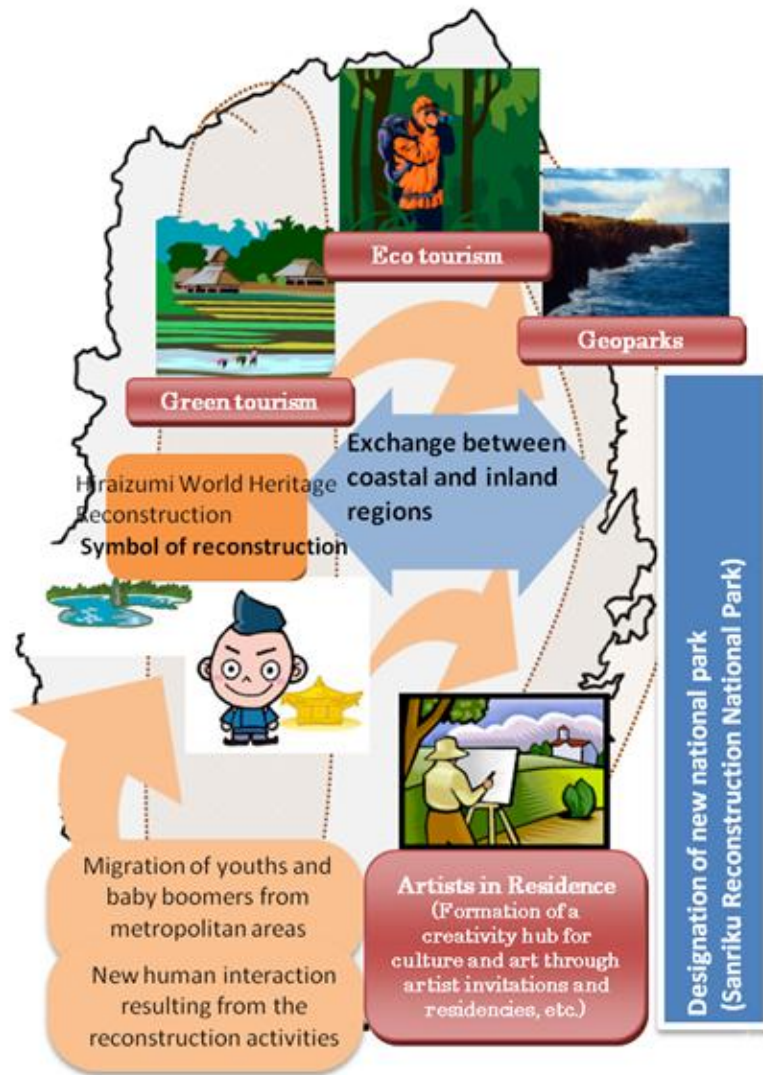 Eco tourism
Geoparks
Green tourism
Exchange between
coastal and inland
regions
Hiraizumi World Heritage
Reconstruction
Symbol of reconstruction
Designation of new national park
(Sanriku Reconstruction National Park)
Migration of youths and
baby boomers from
metropolitan areas
New human interaction
resulting from the
reconstruction activities
Artists in Residence
(Formation of a
creativity hub for
culture and art through
artist invitations and
residencies, etc.)